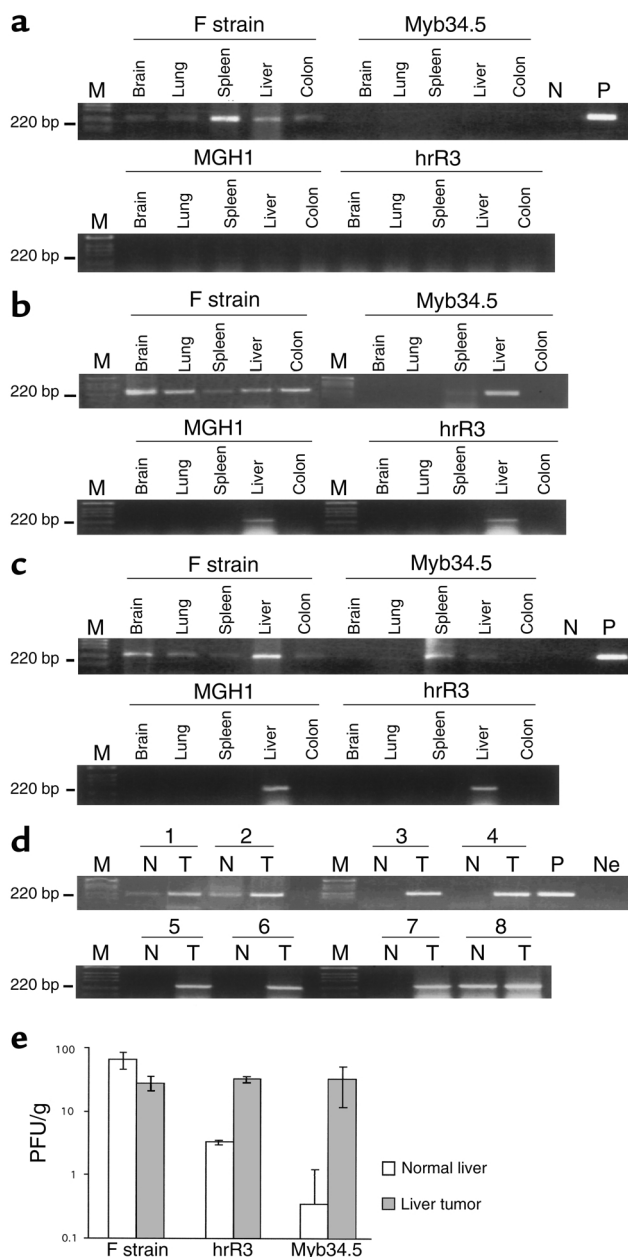 a
F strain Myb34.5
M Brain Lung Spleen Liver Colon Brain Lung Spleen Liver Colon N P
220 bp
MGH1 hrR3
M Brain Lung Spleen Liver Colon Brain Lung Spleen Liver Colon
220 bp
b
F strain Myb34.5
M Brain Lung Spleen Liver Colon M Brain Lung Spleen Liver Colon
220 bp
MGH1 hrR3
M Brain Lung Spleen Liver Colon M Brain Lung Spleen Liver Colon
220 bp
c
F strain Myb34.5
M Brain Lung Spleen Liver Colon Brain Lung Spleen Liver Colon N P
220 bp
MGH1 hrR3
M Brain Lung Spleen Liver Colon Brain Lung Spleen Liver Colon
220 bp
d
1 2 3 4
M N T N T M N T N T P Ne
220 bp
5 6 7 8
M N T N T M N T N T
220 bp
e
PFU/g
100
10
1
0.1
F strain hrR3 Myb34.5
Normal liver
Liver tumor